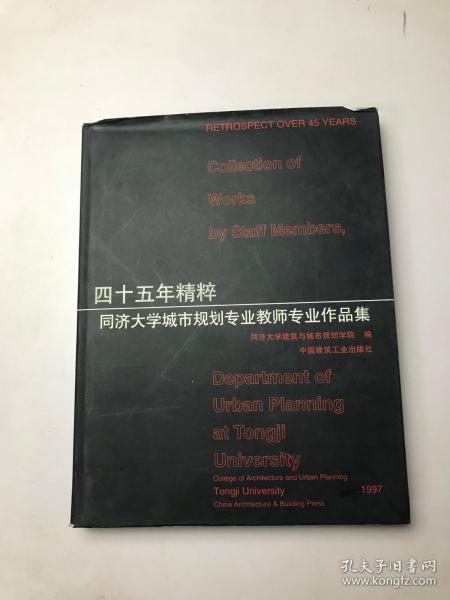 RETROSPECT OVER 45 YEARS
Collection of
Works
by Staff Members,
四十五年精粹
同济大学城市规划专业教师专业作品集
同济大学建筑与城市规划学院 编
中国建筑工业出版社
Department of
Urban Planning
at Tongji
University
College of Architecture and Urban Planning
Tongji University 1997
China Architecture & Building Press
孔夫子旧书网
www.kongfz.com